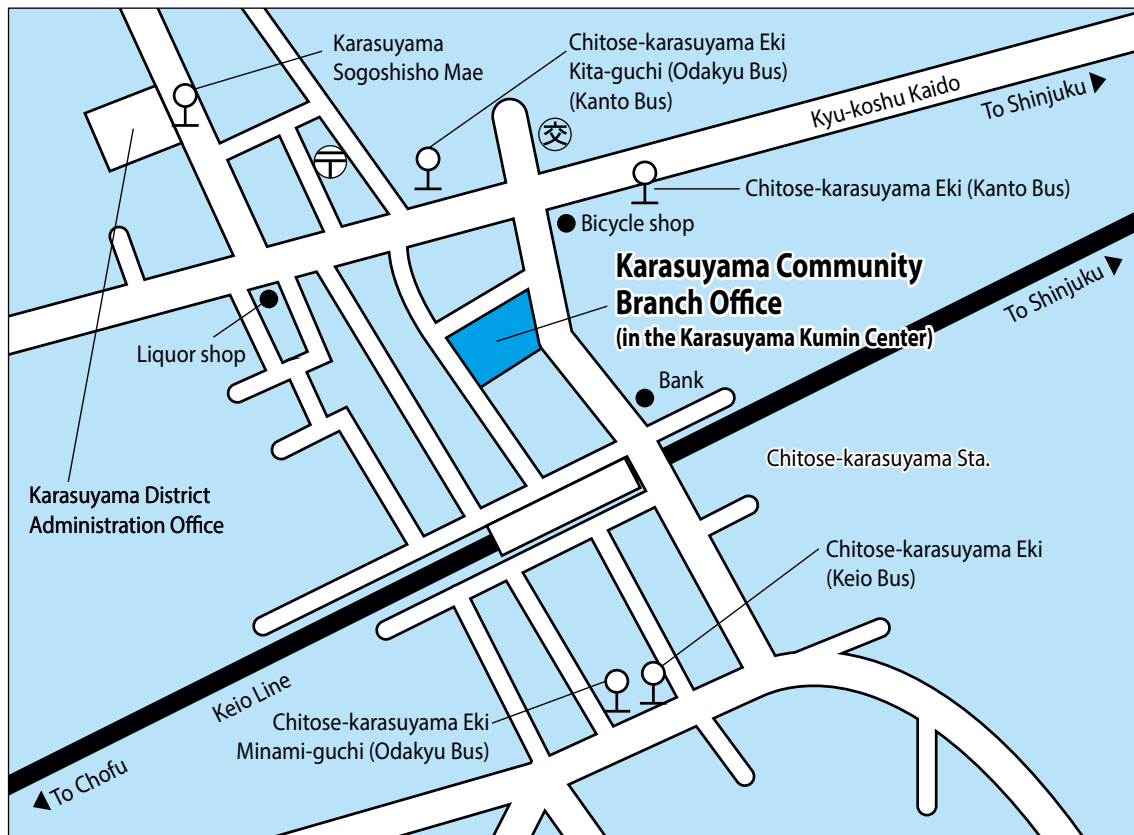 Karasuyama
Sogoshisho Mae
Chitose-karasuyama Eki
Kita-guchi (Odakyu Bus)
(Kanto Bus)
交
〒
Kyu-koshu Kaido
To Shinjuku
Chitose-karasuyama Eki (Kanto Bus)
Bicycle shop
Karasuyama Community
Branch Office
(in the Karasuyama Kumin Center)
To Shinjuku
Liquor shop
Bank
Chitose-karasuyama Sta.
Karasuyama District
Administration Office
Chitose-karasuyama Eki
(Keio Bus)
Keio Line
Chitose-karasuyama Eki
Minami-guchi (Odakyu Bus)
To Chofu